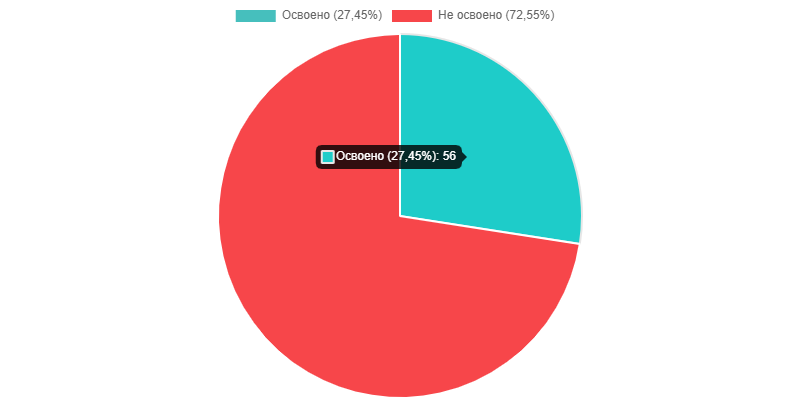 Освоено (27,45%) Не освоено (72,55%)
Освоено (27,45%): 56